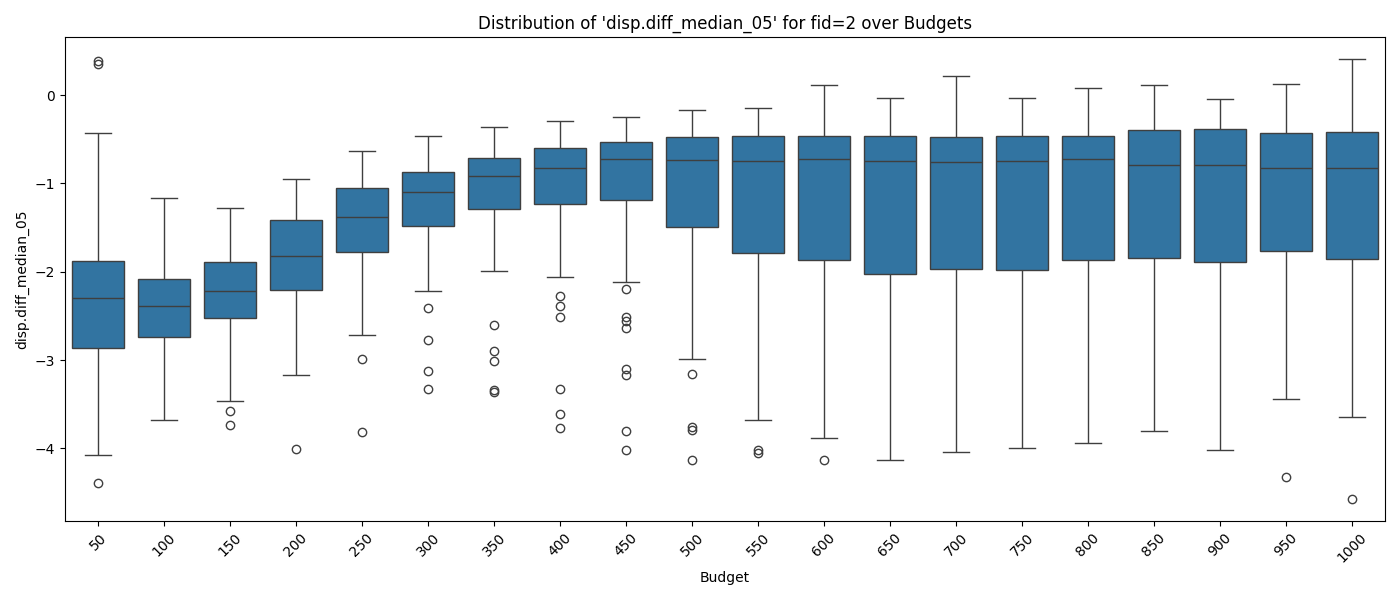 Distribution of 'disp.diff_median_05' for fid=2 over Budgets
disp.diff_median_05
0
−1
−2
−3
−4
50 100 150 200 250 300 350 400 450 500 550 600 650 700 750 800 850 900 950 1000
Budget